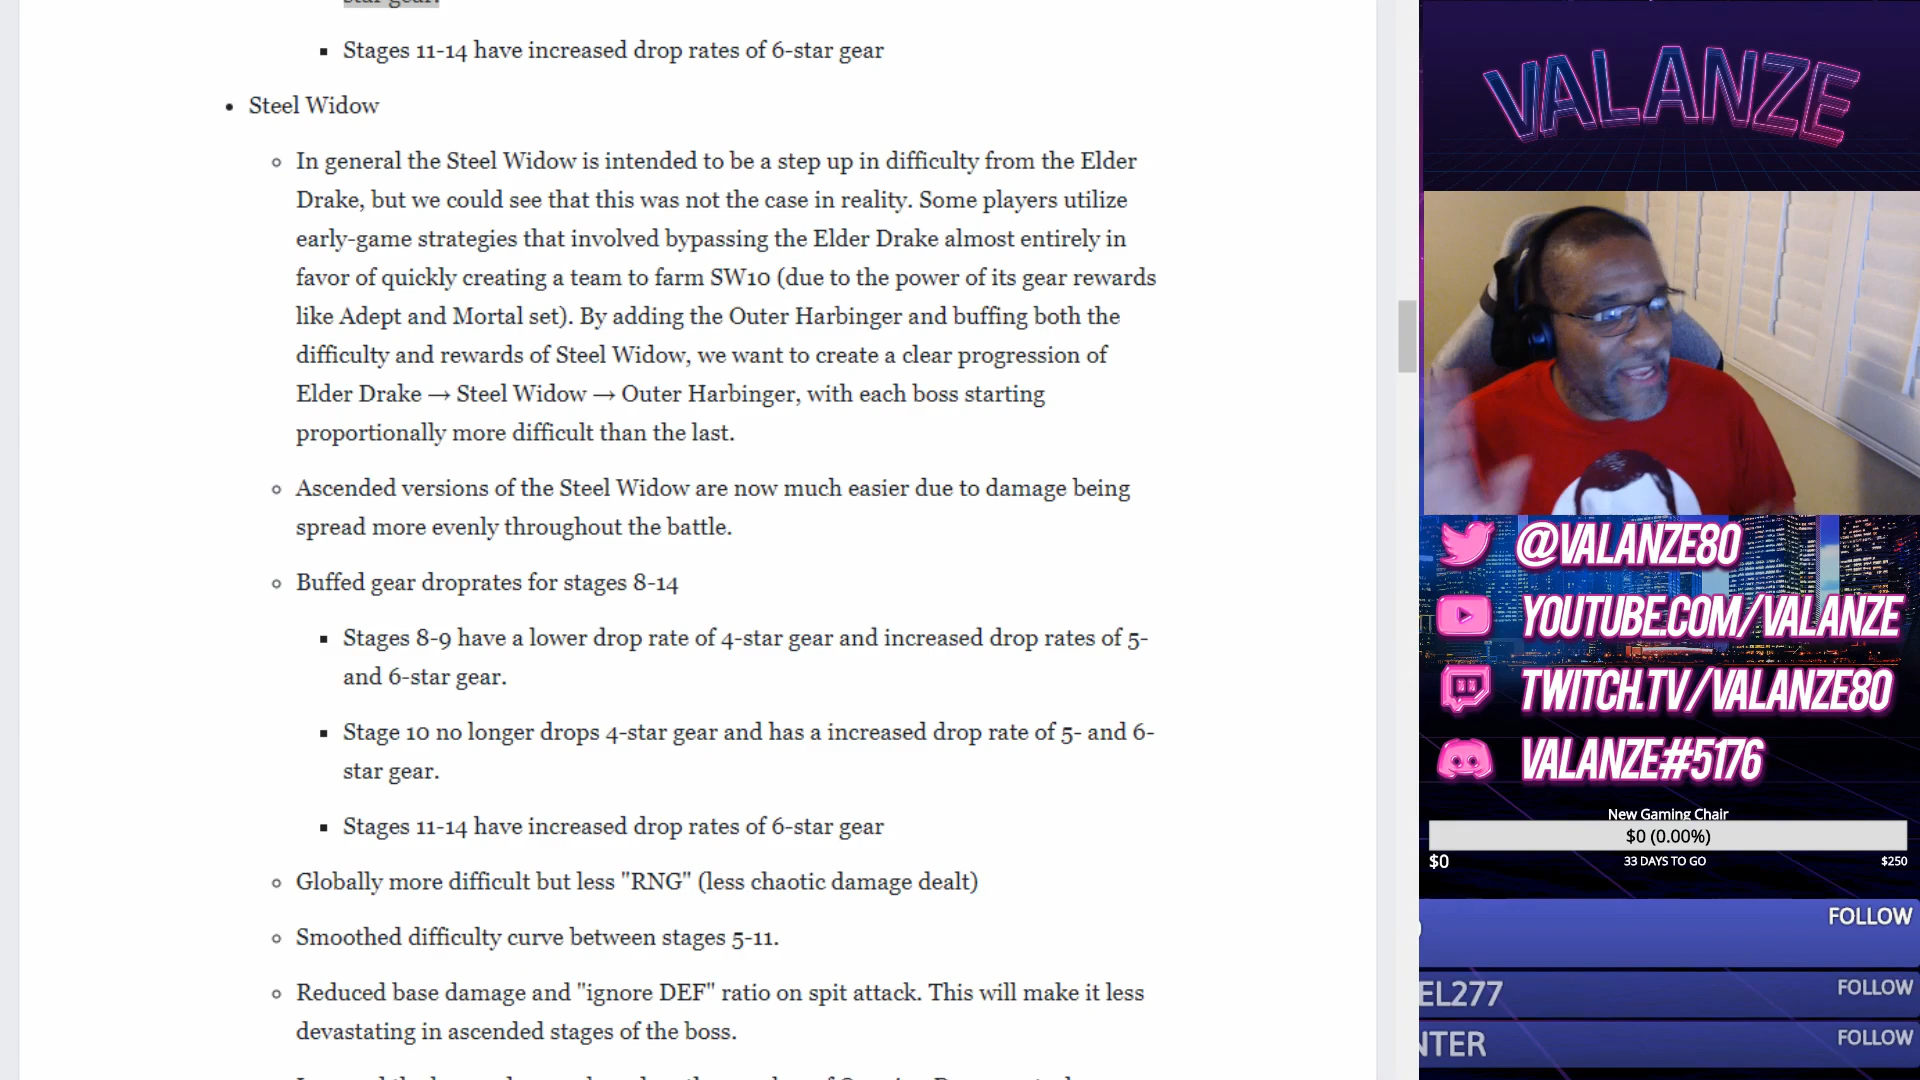 star gear.
Stages 11-14 have increased drop rates of 6-star gear
Steel Widow
In general the Steel Widow is intended to be a step up in difficulty from the Elder
Drake, but we could see that this was not the case in reality. Some players utilize
early-game strategies that involved bypassing the Elder Drake almost entirely in
favor of quickly creating a team to farm SW10 (due to the power of its gear rewards
like Adept and Mortal set). By adding the Outer Harbinger and buffing both the
difficulty and rewards of Steel Widow, we want to create a clear progression of
Elder Drake → Steel Widow → Outer Harbinger, with each boss starting
proportionally more difficult than the last.
Ascended versions of the Steel Widow are now much easier due to damage being
spread more evenly throughout the battle.
Buffed gear droprates for stages 8-14
Stages 8-9 have a lower drop rate of 4-star gear and increased drop rates of 5-
and 6-star gear.
Stage 10 no longer drops 4-star gear and has a increased drop rate of 5- and 6-
star gear.
Stages 11-14 have increased drop rates of 6-star gear
Globally more difficult but less "RNG" (less chaotic damage dealt)
Smoothed difficulty curve between stages 5-11.
Reduced base damage and "ignore DEF" ratio on spit attack. This will make it less
devastating in ascended stages of the boss.
VALANZE
@VALANZE80
YOUTUBE.COM/VALANZE
TWITCH.TV/VALANZE80
VALANZE#5176
New Gaming Chair
$0 (0.00%)
$0 33 DAYS TO GO $250
FOLLOW
EL277 FOLLOW
NTER FOLLOW